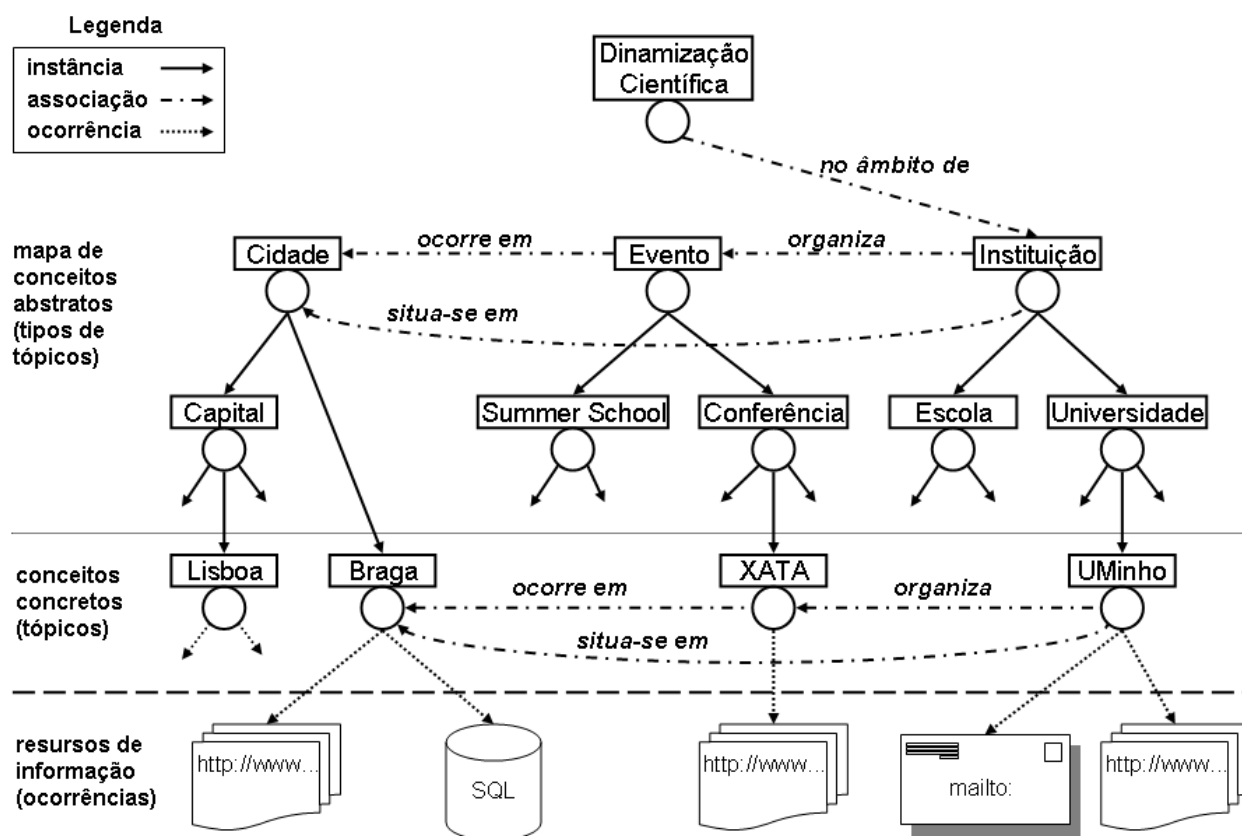 Legenda
instância
associação
ocorrência
Dinamização
Científica
no âmbito de
mapa de
conceitos
abstratos
(tipos de
tópicos)
Cidade
ocorre em
Evento
organiza
Instituição
situa-se em
Capital
Summer School
Conferência
Escola
Universidade
conceitos
concretos
(tópicos)
Lisboa
Braga
ocorre em
XATA
organiza
UMinho
situa-se em
resursos de
informação
(ocorrências)
http://www...
SQL
http://www...
mailto:
http://www...